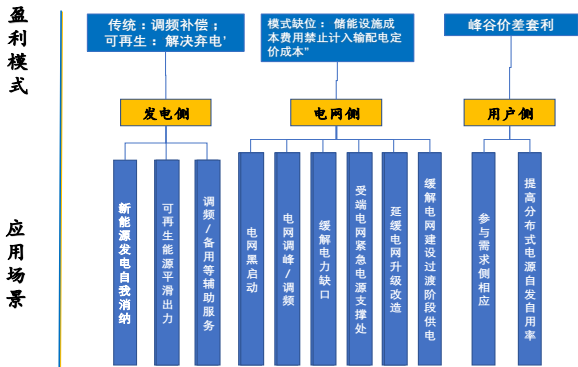 盈利模式
传统：调频补偿；
可再生：解决弃电'
模式缺位：储能设施成
本费用禁止计入输配电定
价成本”
峰谷价差套利
发电侧
电网侧
用户侧
应用场景
新能源发电自我消纳
可再生能源平滑出力
调频/备用等辅助服务
电网黑启动
电网调峰/调频
缓解电力缺口
受端电网紧急电源支撑处
延缓电网升级改造
缓解电网建设过渡阶段供电
参与需求侧相应
提高分布式电源自发自用率